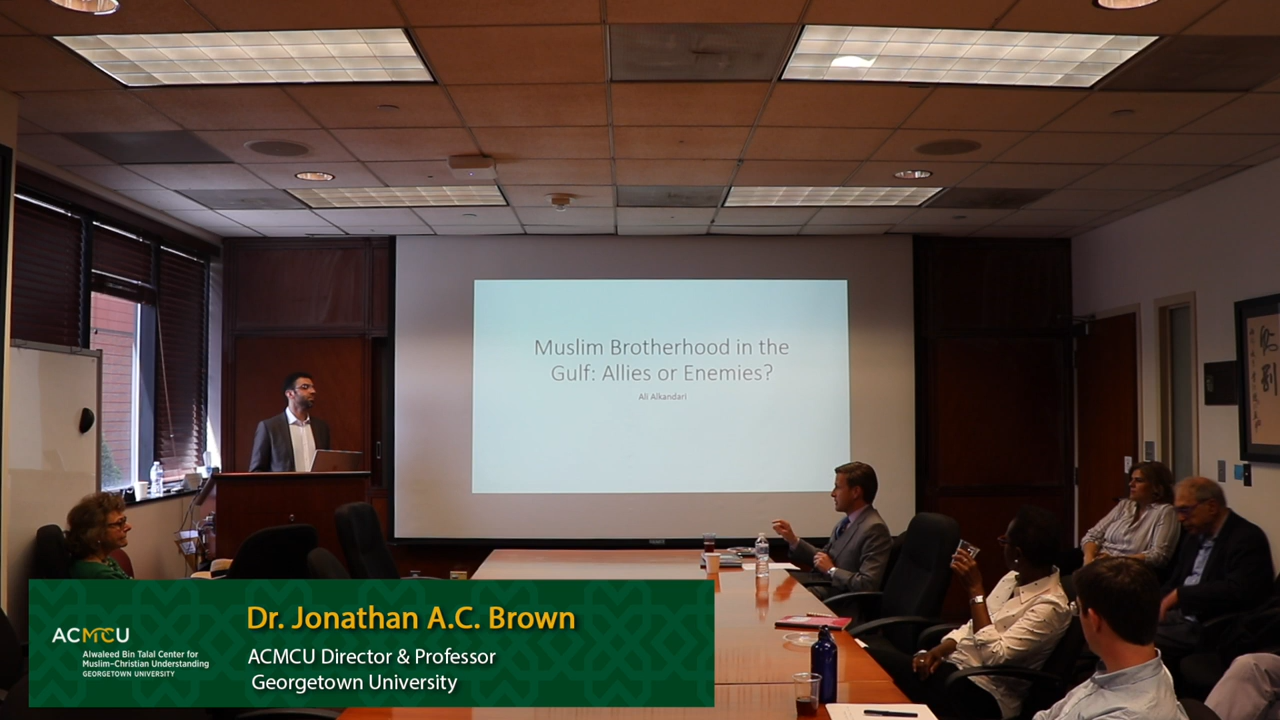 Muslim Brotherhood in the
Gulf: Allies or Enemies?
Ali Alkandari
ACMCU
Alwaleed Bin Talal Center for
Muslim–Christian Understanding
GEORGETOWN UNIVERSITY
Dr. Jonathan A.C. Brown
ACMCU Director & Professor
Georgetown University